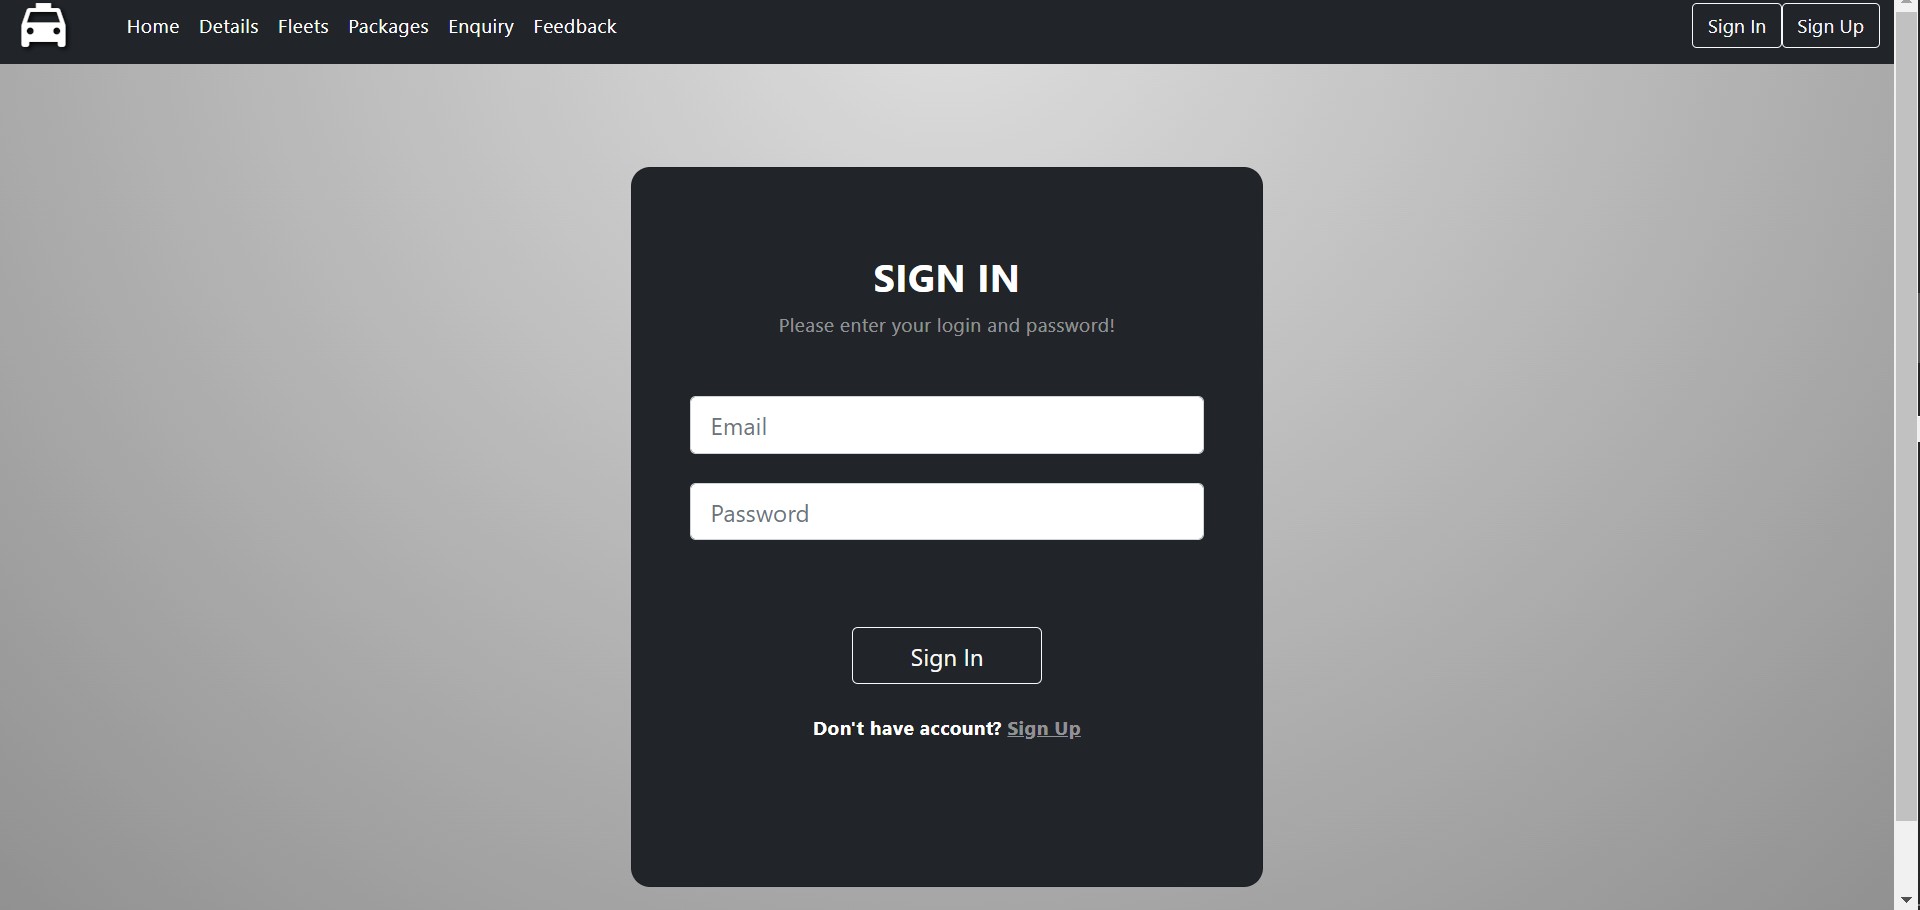 Home Details Fleets Packages Enquiry Feedback Sign In Sign Up
SIGN IN
Please enter your login and password!
Email
Password
Sign In
Don't have account? Sign Up